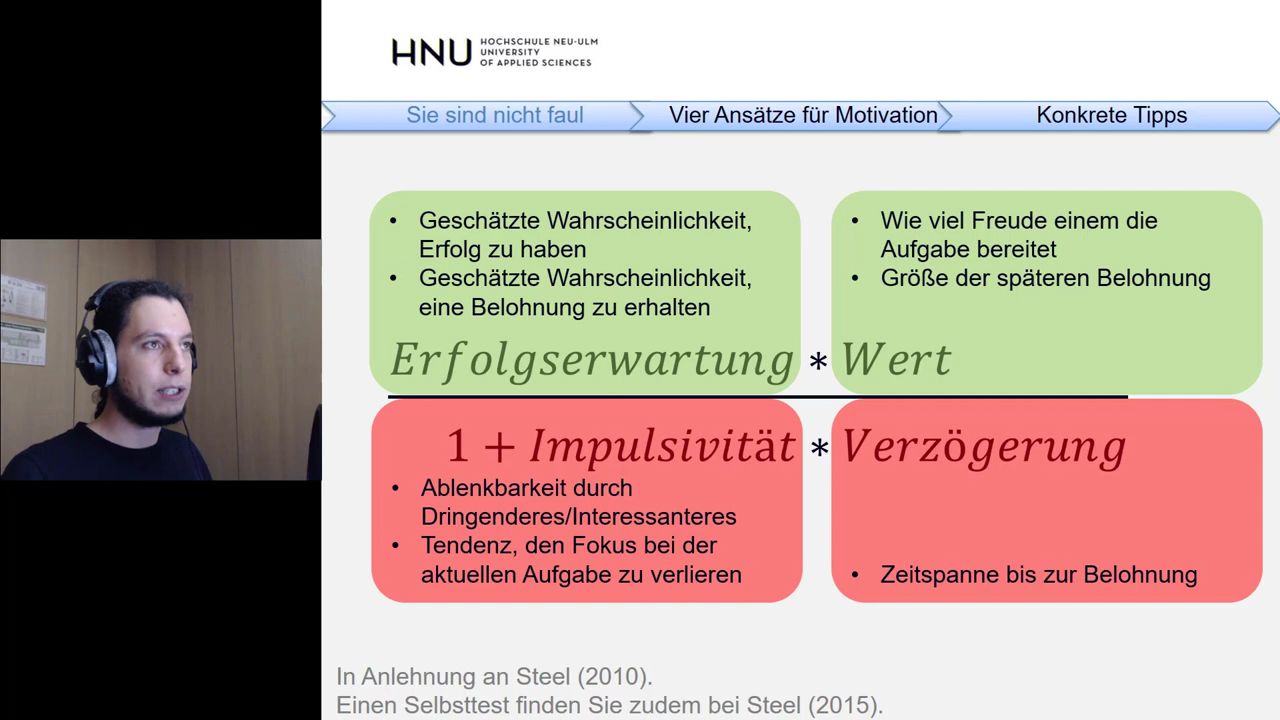 HNU HOCHSCHULE NEU-ULM
UNIVERSITY
OF APPLIED SCIENCES
Sie sind nicht faul
Vier Ansätze für Motivation
Konkrete Tipps
• Geschätzte Wahrscheinlichkeit,
Erfolg zu haben
• Geschätzte Wahrscheinlichkeit,
eine Belohnung zu erhalten
• Wie viel Freude einem die
Aufgabe bereitet
• Größe der späteren Belohnung
Erfolgserwartung * Wert
1 + Impulsivität * Verzögerung
• Ablenkbarkeit durch
Dringenderes/Interessanteres
• Tendenz, den Fokus bei der
aktuellen Aufgabe zu verlieren
• Zeitspanne bis zur Belohnung
In Anlehnung an Steel (2010).
Einen Selbsttest finden Sie zudem bei Steel (2015).